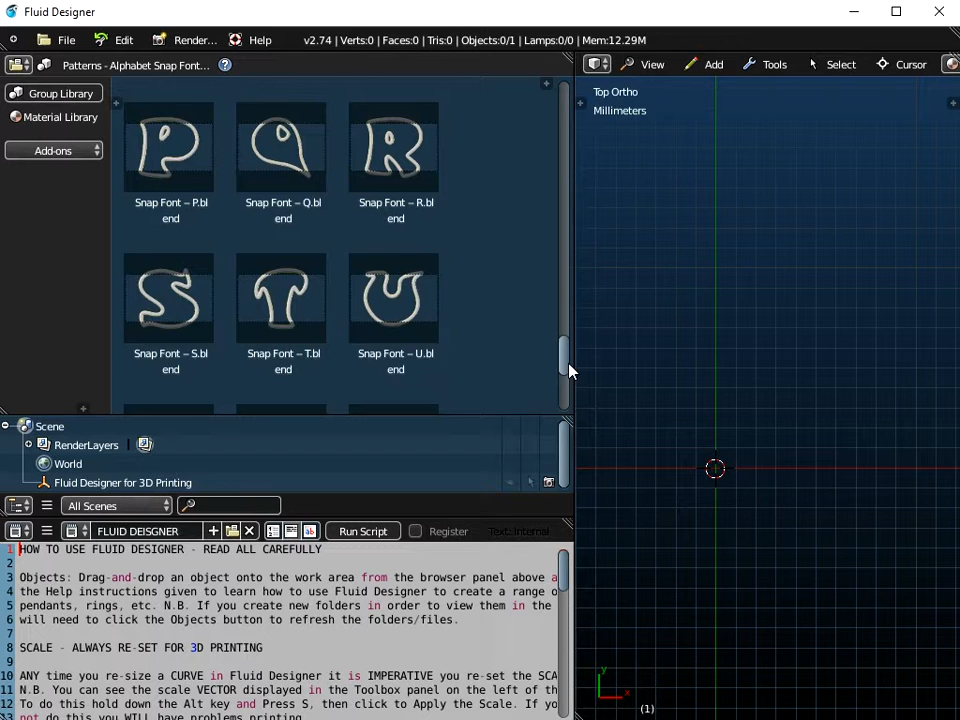 Fluid Designer
File Edit Render... Help v2.74 | Verts:0 | Faces:0 | Tris:0 | Objects:0/1 | Lamps:0/0 | Mem:12.29M
Patterns - Alphabet Snap Font...
View Add Tools Select Cursor
Group Library
Material Library
Add-ons
Top Ortho
Millimeters
Snap Font – P.bl
end
Snap Font – Q.bl
end
Snap Font – R.bl
end
Snap Font – S.bl
end
Snap Font – T.bl
end
Snap Font – U.bl
end
Scene
RenderLayers
World
Fluid Designer for 3D Printing
All Scenes
FLUID DEISGNER Run Script Register Text: Internal
1 HOW TO USE FLUID DESIGNER - READ ALL CAREFULLY
2
3 Objects: Drag-and-drop an object onto the work area from the browser panel above a
4 the Help instructions given to learn how to use Fluid Designer to create a range o
5 pendants, rings, etc. N.B. If you create new folders in order to view them in the
6 will need to click the Objects button to refresh the folders/files.
7
8 SCALE - ALWAYS RE-SET FOR 3D PRINTING
9
10 ANY time you re-size a CURVE in Fluid Designer it is IMPERATIVE you re-set the SCA
11 N.B. You can see the scale VECTOR displayed in the Toolbox panel on the left of th
12 To do this hold down the Alt key and Press S, then click to Apply the Scale. If yo
not do this you WILL have problems printing
y
x
(1)